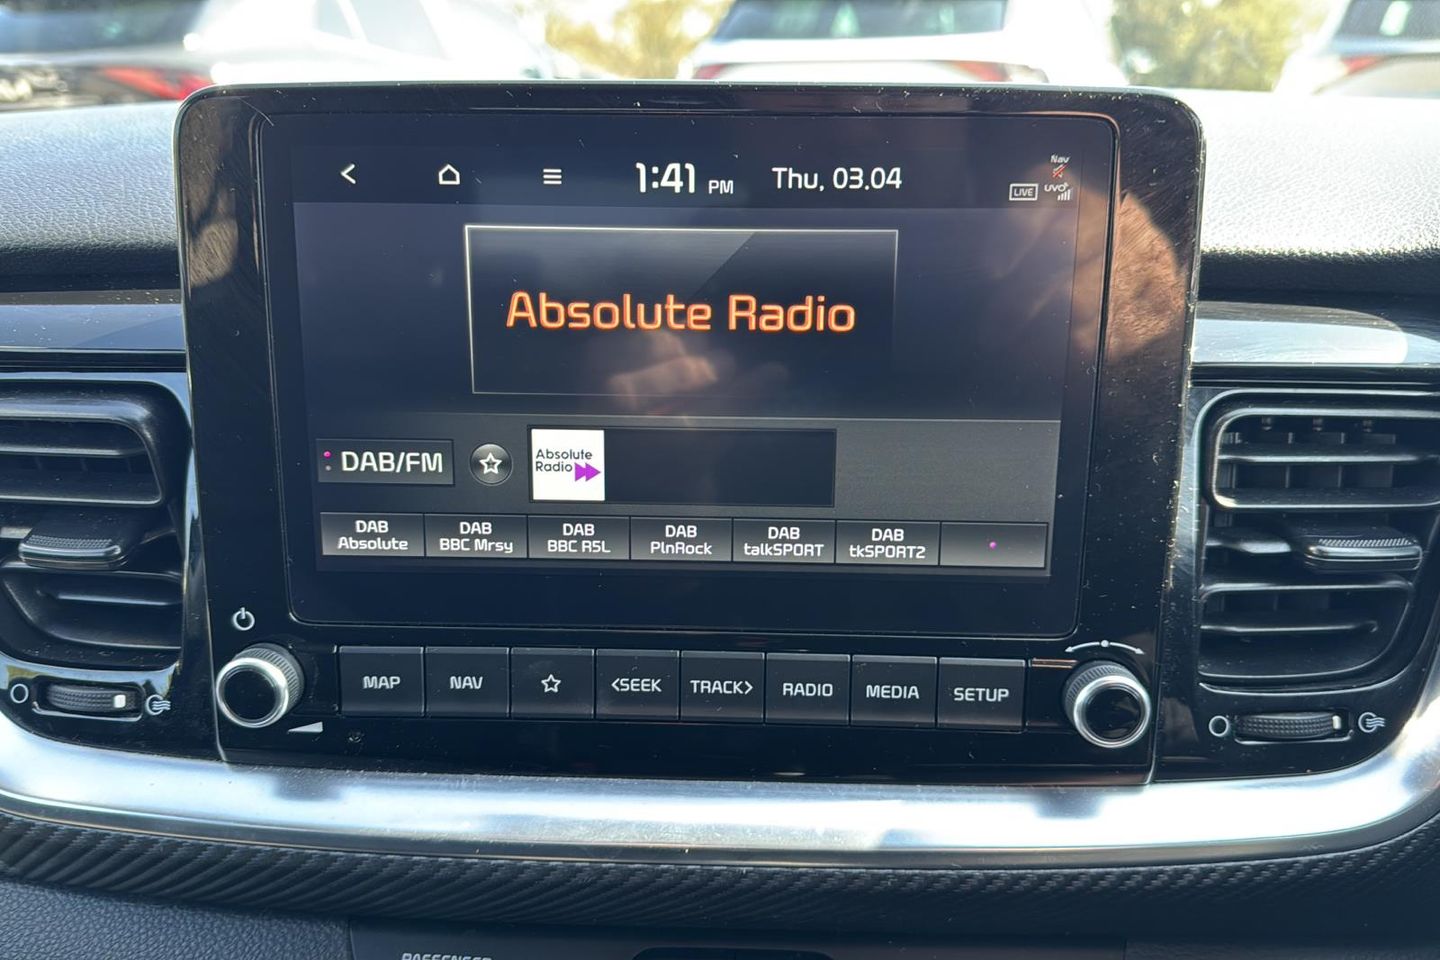 1:41 PM Thu, 03.04
Nav
LIVE UVO
Absolute Radio
DAB/FM
Absolute
Radio
DAB DAB DAB DAB DAB DAB
Absolute BBC Mrsy BBC R5L PlnRock talkSPORT tkSPORT2
MAP NAV <SEEK TRACK> RADIO MEDIA SETUP
PASSENGER